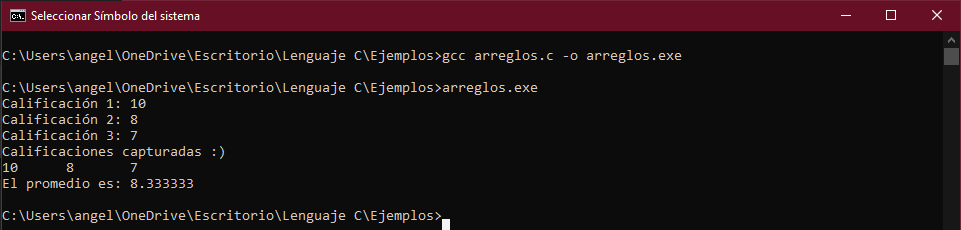 Seleccionar Símbolo del sistema
C:\Users\angel\OneDrive\Escritorio\Lenguaje C\Ejemplos>gcc arreglos.c -o arreglos.exe
C:\Users\angel\OneDrive\Escritorio\Lenguaje C\Ejemplos>arreglos.exe
Calificación 1: 10
Calificación 2: 8
Calificación 3: 7
Calificaciones capturadas :)
10      8       7
El promedio es: 8.333333
C:\Users\angel\OneDrive\Escritorio\Lenguaje C\Ejemplos>